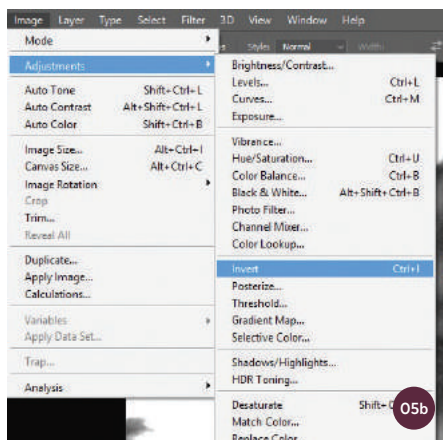 Image Layer Type Select Filter 3D View Window Help
Mode
Styles Normal
Adjustments
Auto Tone Shift+Ctrl+L
Auto Contrast Alt+Shift+Ctrl+L
Auto Color Shift+Ctrl+B
Image Size... Alt+Ctrl+I
Canvas Size... Alt+Ctrl+C
Image Rotation
Crop
Trim...
Reveal All
Duplicate...
Apply Image...
Calculations...
Variables
Apply Data Set...
Trap...
Analysis
Brightness/Contrast...
Levels... Ctrl+L
Curves... Ctrl+M
Exposure...
Vibrance...
Hue/Saturation... Ctrl+U
Color Balance... Ctrl+B
Black & White... Alt+Shift+Ctrl+B
Photo Filter...
Channel Mixer...
Color Lookup...
Invert Ctrl+I
Posterize...
Threshold...
Gradient Map...
Selective Color...
Shadows/Highlights...
HDR Toning...
Desaturate Shift+
Match Color...
Replace Color
05b